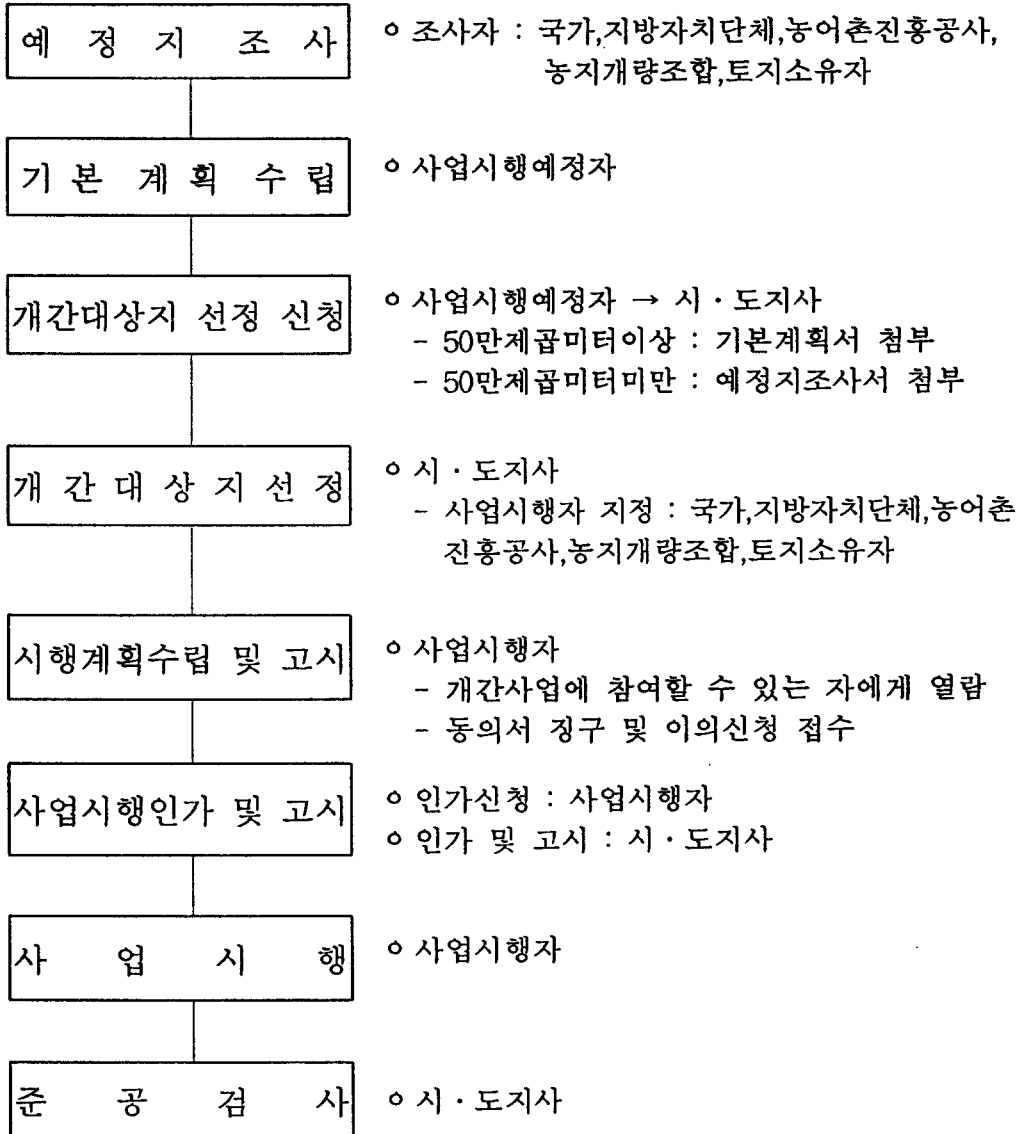 예 정 지 조 사
o 조사자 : 국가,지방자치단체,농어촌진흥공사,
농지개량조합,토지소유자
기 본 계 획 수 립
o 사업시행예정자
개간대상지 선정 신청
o 사업시행예정자 → 시·도지사
- 50만제곱미터이상 : 기본계획서 첨부
- 50만제곱미터미만 : 예정지조사서 첨부
개 간 대 상 지 선 정
o 시·도지사
- 사업시행자 지정 : 국가,지방자치단체,농어촌
진흥공사,농지개량조합,토지소유자
시행계획수립 및 고시
o 사업시행자
- 개간사업에 참여할 수 있는 자에게 열람
- 동의서 징구 및 이의신청 접수
사업시행인가 및 고시
o 인가신청 : 사업시행자
o 인가 및 고시 : 시·도지사
사 업 시 행
o 사업시행자
준 공 검 사
o 시·도지사